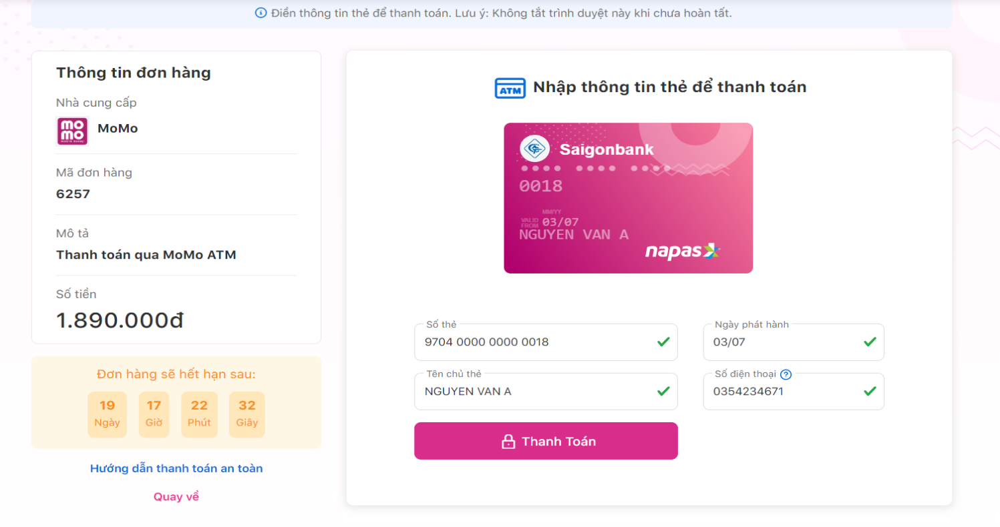 Điền thông tin thẻ để thanh toán. Lưu ý: Không tắt trình duyệt này khi chưa hoàn tất.
Thông tin đơn hàng
Nhà cung cấp
mo
mo
mobile money
MoMo
Mã đơn hàng
6257
Mô tả
Thanh toán qua MoMo ATM
Số tiền
1.890.000đ
Đơn hàng sẽ hết hạn sau:
19 17 22 32
Ngày Giờ Phút Giây
Hướng dẫn thanh toán an toàn
Quay về
ATM
Nhập thông tin thẻ để thanh toán
Saigonbank
0018
MM/YY
VALID FROM 03/07
NGUYEN VAN A
napas
Số thẻ
9704 0000 0000 0018
Ngày phát hành
03/07
Tên chủ thẻ
NGUYEN VAN A
Số điện thoại ?
0354234671
Thanh Toán